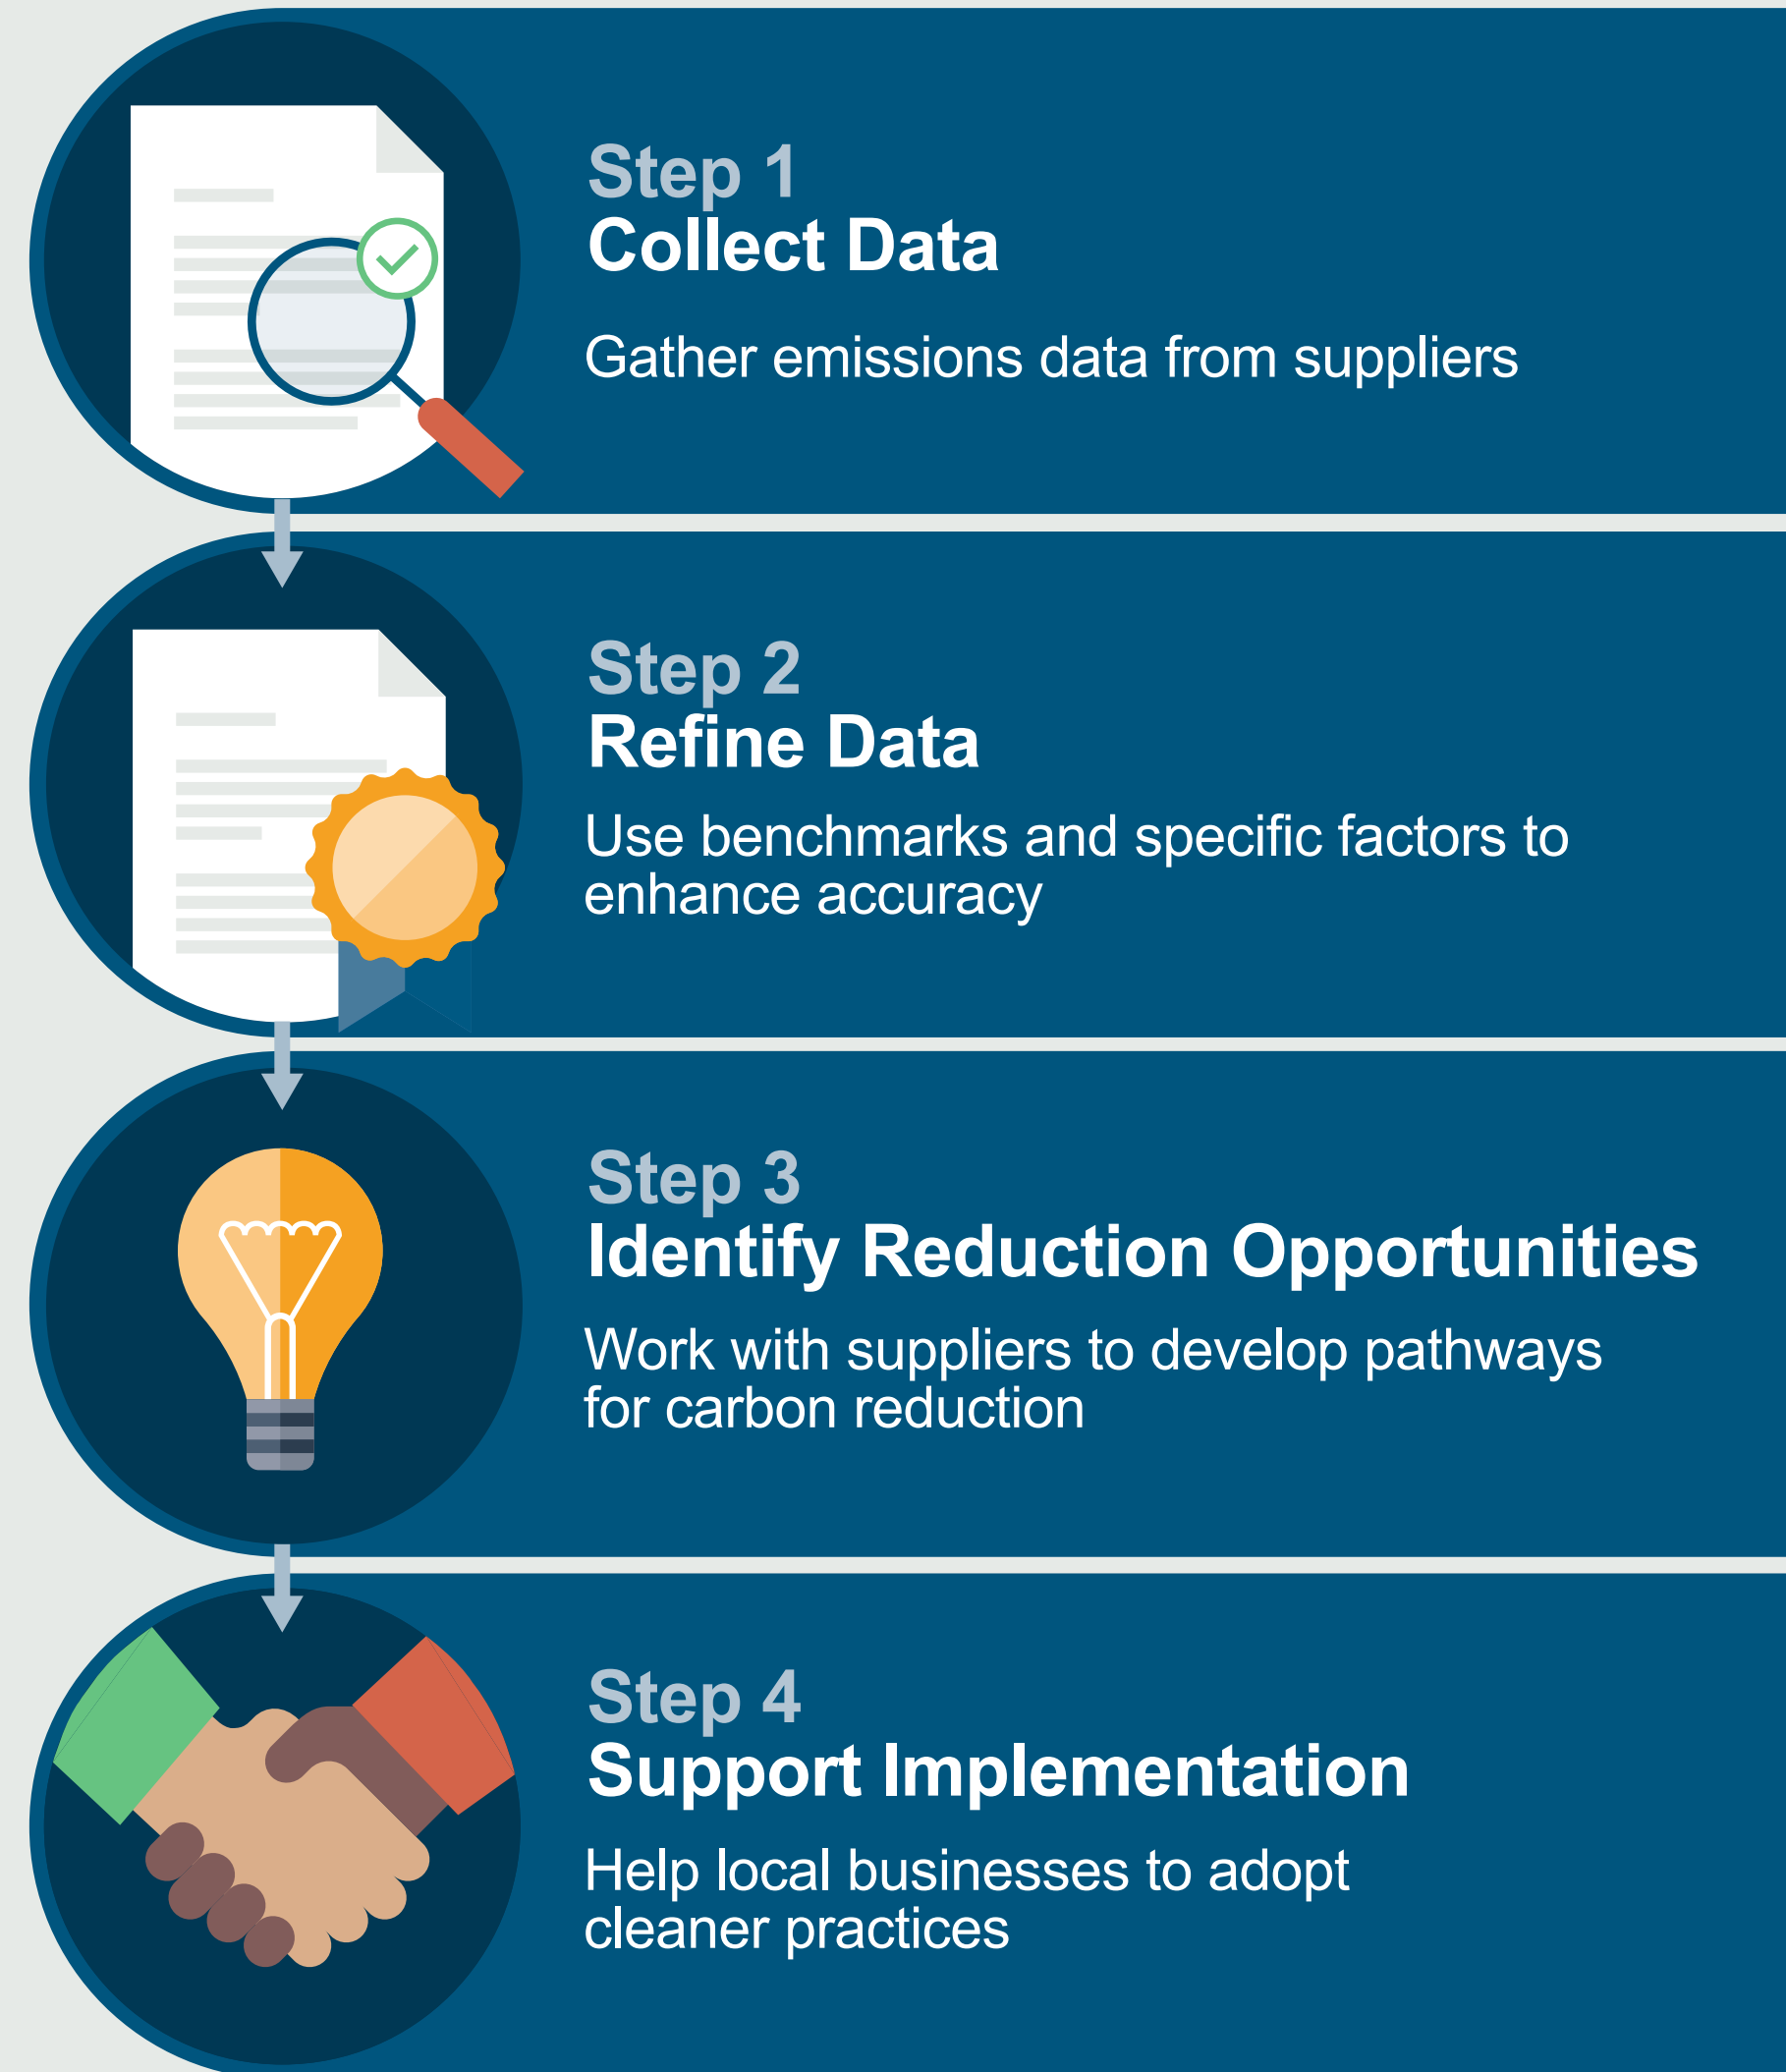 Step 1
Collect Data
Gather emissions data from suppliers
Step 2
Refine Data
Use benchmarks and specific factors to
enhance accuracy
Step 3
Identify Reduction Opportunities
Work with suppliers to develop pathways
for carbon reduction
Step 4
Support Implementation
Help local businesses to adopt
cleaner practices